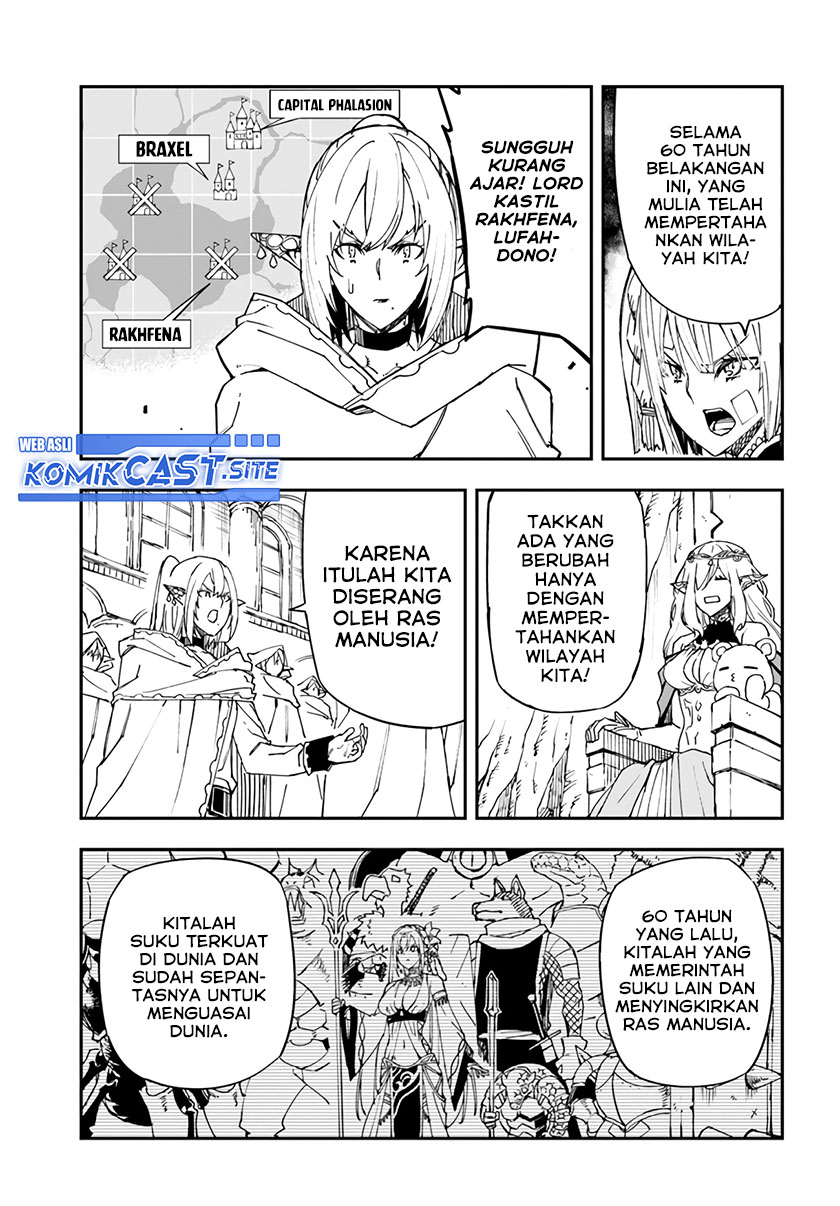 SELAMA
60 TAHUN
BELAKANGAN
INI, YANG
MULIA TELAH
MEMPERTAHA
NKAN WILA-
YAH KITA!
SUNGGUH
KURANG
AJAR! LORD
KASTIL
RAKHFENA,
LUFAH-
DONO!
CAPITAL PHALASION
BRAXEL
RAKHFENA
WEB ASLI
KOMIKCAST.SITE
TAKKAN
ADA YANG
BERUBAH
HANYA
DENGAN
MEMPER-
TAHANKAN
WILAYAH
KITA!
KARENA
ITULAH KITA
DISERANG
OLEH RAS
MANUSIA!
60 TAHUN
YANG LALU,
KITALAH YANG
MEMERINTAH
SUKU LAIN DAN
MENYINGKIRKAN
RAS MANUSIA.
KITALAH
SUKU TERKUAT
DI DUNIA DAN
SUDAH SEPAN-
TASNYA UNTUK
MENGUASAI
DUNIA.